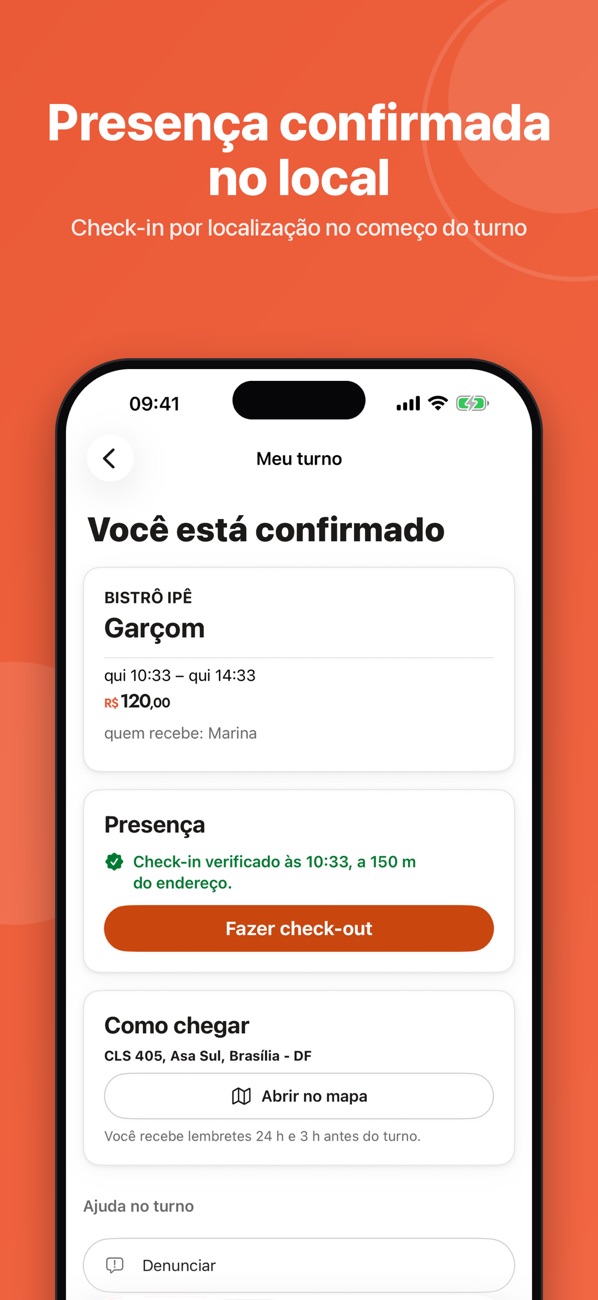 Presença confirmada
no local
Check-in por localização no começo do turno
09:41
Meu turno
Você está confirmado
BISTRÔ IPÊ
Garçom
qui 10:33 – qui 14:33
R$ 120,00
quem recebe: Marina
Presença
Check-in verificado às 10:33, a 150 m
do endereço.
Fazer check-out
Como chegar
CLS 405, Asa Sul, Brasília - DF
Abrir no mapa
Você recebe lembretes 24 h e 3 h antes do turno.
Ajuda no turno
Denunciar